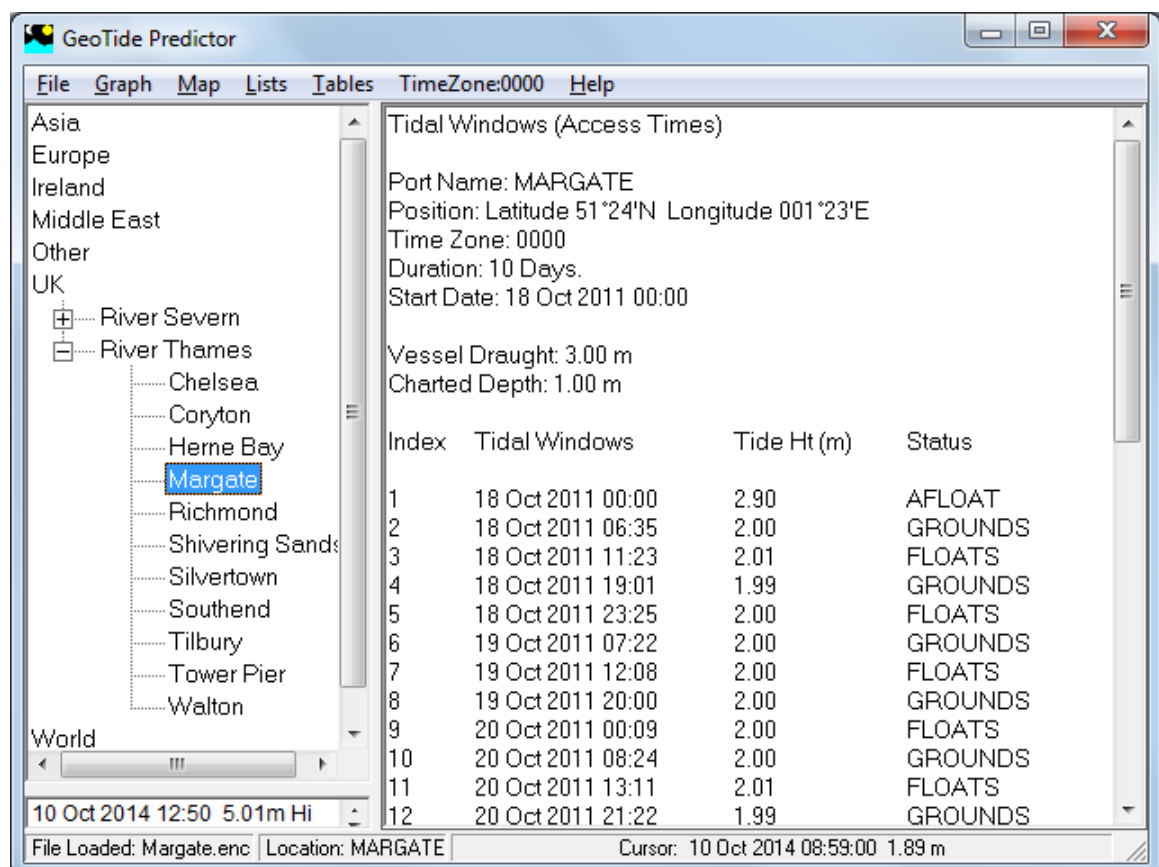 GeoTide Predictor
File Graph Map Lists Tables TimeZone:0000 Help
Asia
Europe
Ireland
Middle East
Other
UK
River Severn
River Thames
Chelsea
Coryton
Herne Bay
Margate
Richmond
Shivering Sands
Silvertown
Southend
Tilbury
Tower Pier
Walton
World
10 Oct 2014 12:50 5.01m Hi
Tidal Windows (Access Times)
Port Name: MARGATE
Position: Latitude 51°24'N Longitude 001°23'E
Time Zone: 0000
Duration: 10 Days.
Start Date: 18 Oct 2011 00:00
Vessel Draught: 3.00 m
Charted Depth: 1.00 m
Index Tidal Windows Tide Ht (m) Status
1 18 Oct 2011 00:00 2.90 AFLOAT
2 18 Oct 2011 06:35 2.00 GROUNDS
3 18 Oct 2011 11:23 2.01 FLOATS
4 18 Oct 2011 19:01 1.99 GROUNDS
5 18 Oct 2011 23:25 2.00 FLOATS
6 19 Oct 2011 07:22 2.00 GROUNDS
7 19 Oct 2011 12:08 2.00 FLOATS
8 19 Oct 2011 20:00 2.00 GROUNDS
9 20 Oct 2011 00:09 2.00 FLOATS
10 20 Oct 2011 08:24 2.00 GROUNDS
11 20 Oct 2011 13:11 2.01 FLOATS
12 20 Oct 2011 21:22 1.99 GROUNDS
File Loaded: Margate.enc Location: MARGATE Cursor: 10 Oct 2014 08:59:00 1.89 m